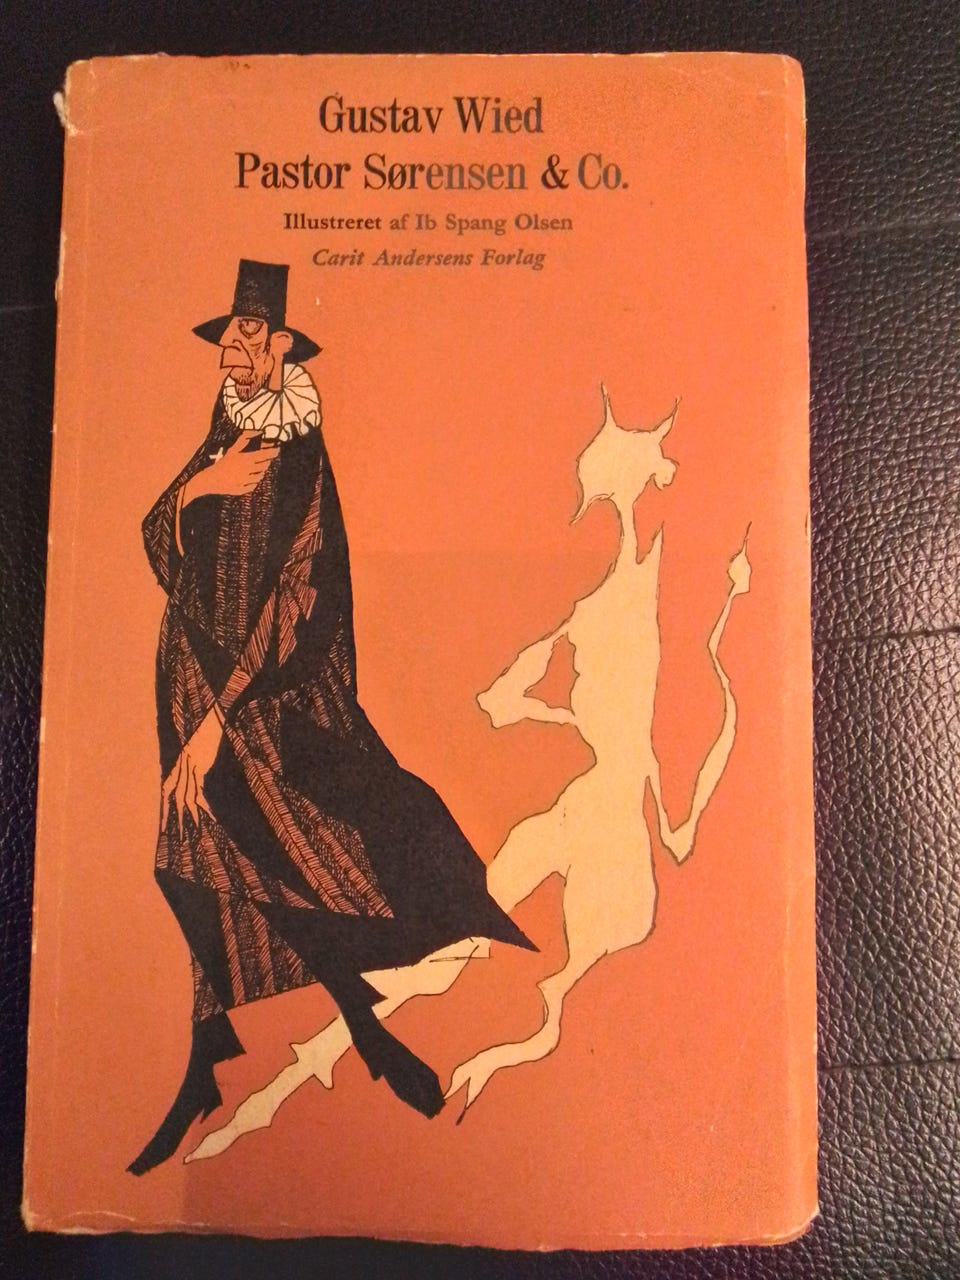 Gustav Wied
Pastor Sørensen & Co.
Illustreret af Ib Spang Olsen
Carit Andersens Forlag